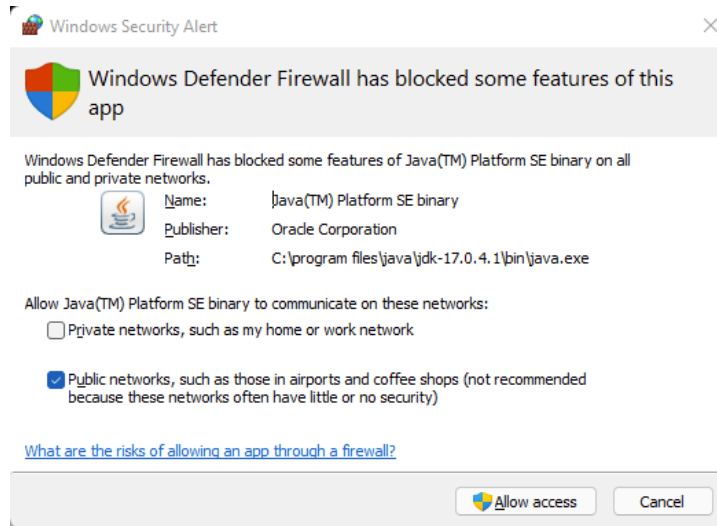 Windows Security Alert
Windows Defender Firewall has blocked some features of this
app
Windows Defender Firewall has blocked some features of Java(TM) Platform SE binary on all
public and private networks.
Name: Java(TM) Platform SE binary
Publisher: Oracle Corporation
Path: C:\program files\java\jdk-17.0.4.1\bin\java.exe
Allow Java(TM) Platform SE binary to communicate on these networks:
Private networks, such as my home or work network
Public networks, such as those in airports and coffee shops (not recommended
because these networks often have little or no security)
What are the risks of allowing an app through a firewall?
Allow access Cancel